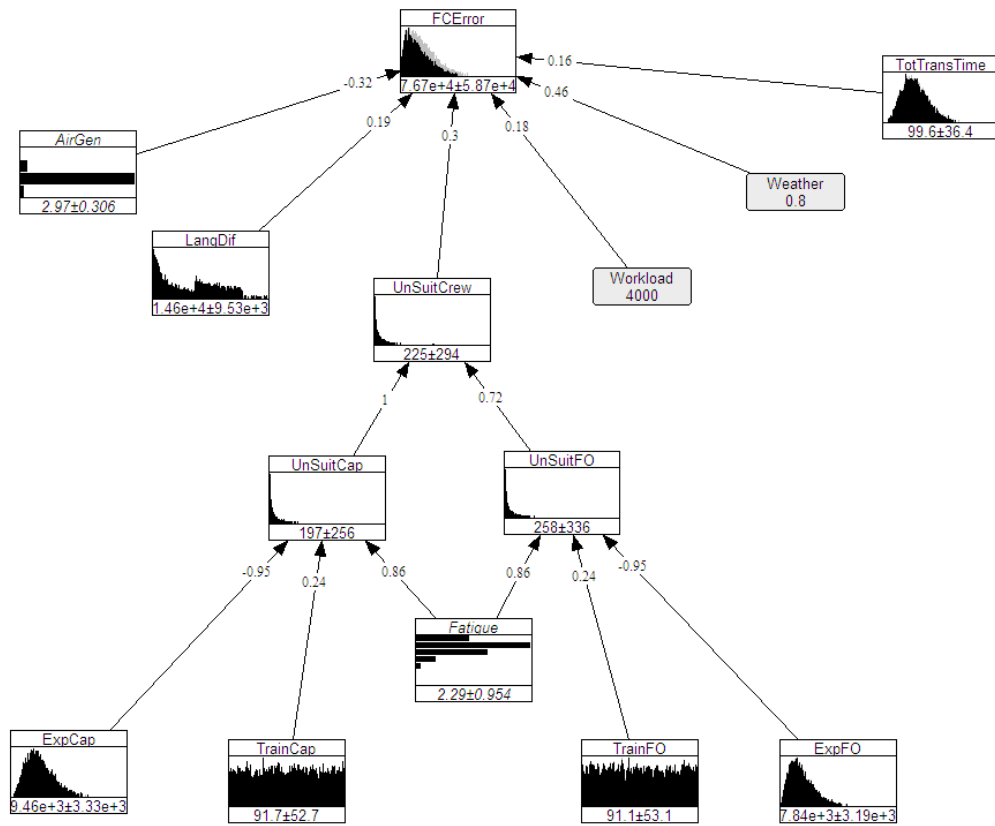 FCError
7.67e+4±5.87e+4
0.16
TotTransTime
99.6±36.4
-0.32
0.46
0.19
0.3
0.18
AirGen
2.97±0.306
Weather
0.8
LangDif
1.46e+4±9.53e+3
Workload
4000
UnSuitCrew
225±294
1
0.72
UnSuitCap
197±256
UnSuitFO
258±336
-0.95
0.24
0.86
0.86
0.24
-0.95
Fatigue
2.29±0.954
ExpCap
9.46e+3±3.33e+3
TrainCap
91.7±52.7
TrainFO
91.1±53.1
ExpFO
7.84e+3±3.19e+3